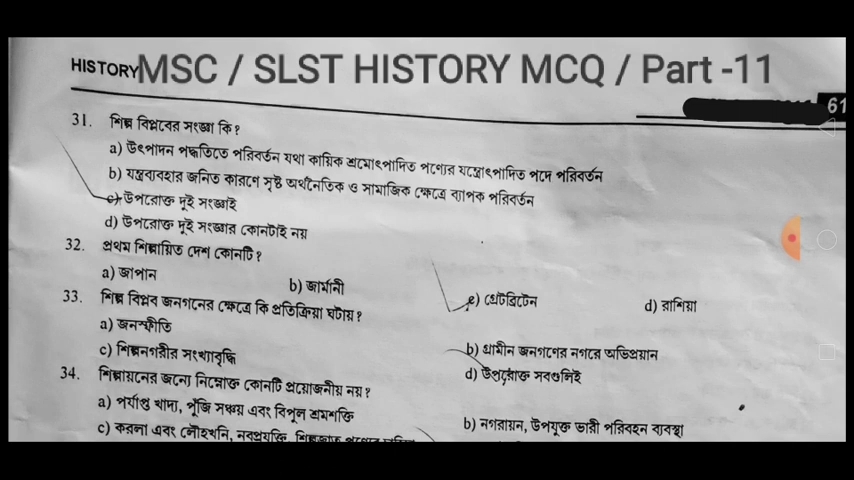 HISTORY MSC / SLST HISTORY MCQ / Part -11
61
31. শিল্প বিপ্লবের সংজ্ঞা কি?
a) উৎপাদন পদ্ধতিতে পরিবর্তন যথা কায়িক শ্রমোৎপাদিত পণ্যের যন্ত্রোৎপাদিত পদে পরিবর্তন
b) যন্ত্রব্যবহার জনিত কারণে সৃষ্ট অর্থনৈতিক ও সামাজিক ক্ষেত্রে ব্যাপক পরিবর্তন
c) উপরোক্ত দুই সংজ্ঞাই
d) উপরোক্ত দুই সংজ্ঞার কোনটাই নয়
32. প্রথম শিল্পায়িত দেশ কোনটি?
a) জাপান b) জার্মানী c) গ্রেটব্রিটেন d) রাশিয়া
33. শিল্প বিপ্লব জনগনের ক্ষেত্রে কি প্রতিক্রিয়া ঘটায়?
a) জনস্ফীতি b) গ্রামীন জনগণের নগরে অভিপ্রয়ান
c) শিল্পনগরীর সংখ্যাবৃদ্ধি d) উপরোক্ত সবগুলিই
34. শিল্পায়নের জন্যে নিম্নোক্ত কোনটি প্রয়োজনীয় নয়?
a) পর্যাপ্ত খাদ্য, পুঁজি সঞ্চয় এবং বিপুল শ্রমশক্তি b) নগরায়ন, উপযুক্ত ভারী পরিবহন ব্যবস্থা
c) কয়লা এবং লৌহখনি, নবপ্রযুক্তি,